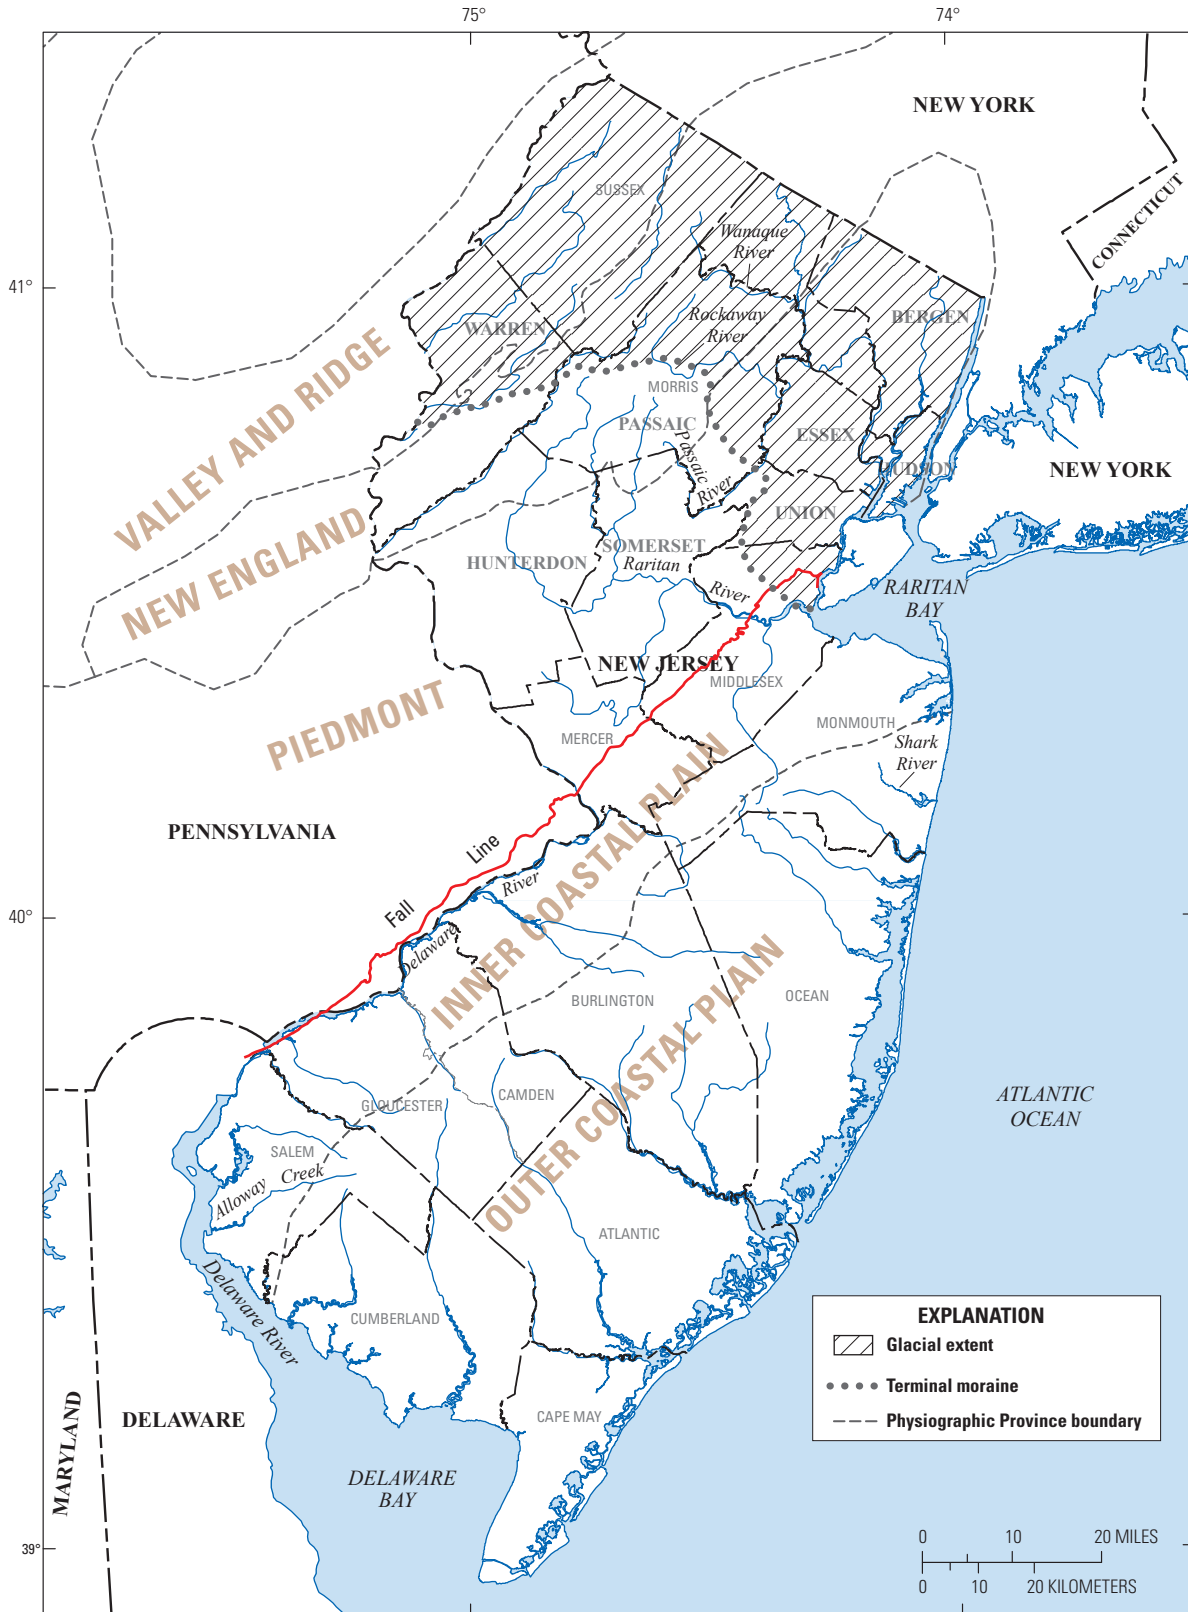 75°
74°
NEW YORK
CONNECTICUT
SUSSEX
Wanaque
River
41°
BERGEN
Rockaway
River
WARREN
VALLEY AND RIDGE
MORRIS
PASSAIC
ESSEX
Passaic
River
HUDSON
NEW YORK
NEW ENGLAND
UNION
SOMERSET
HUNTERDON
Raritan
River
RARITAN
BAY
NEW JERSEY
MIDDLESEX
PIEDMONT
MONMOUTH
MERCER
Shark
River
PENNSYLVANIA
Fall Line
River
Delaware
40°
INNER COASTAL PLAIN
BURLINGTON
OCEAN
OUTER COASTAL PLAIN
ATLANTIC
OCEAN
CAMDEN
GLOUCESTER
SALEM
Alloway Creek
ATLANTIC
Delaware River
CUMBERLAND
EXPLANATION
Glacial extent
Terminal moraine
Physiographic Province boundary
MARYLAND
DELAWARE
CAPE MAY
DELAWARE
BAY
39°
0 10 20 MILES
0 10 20 KILOMETERS